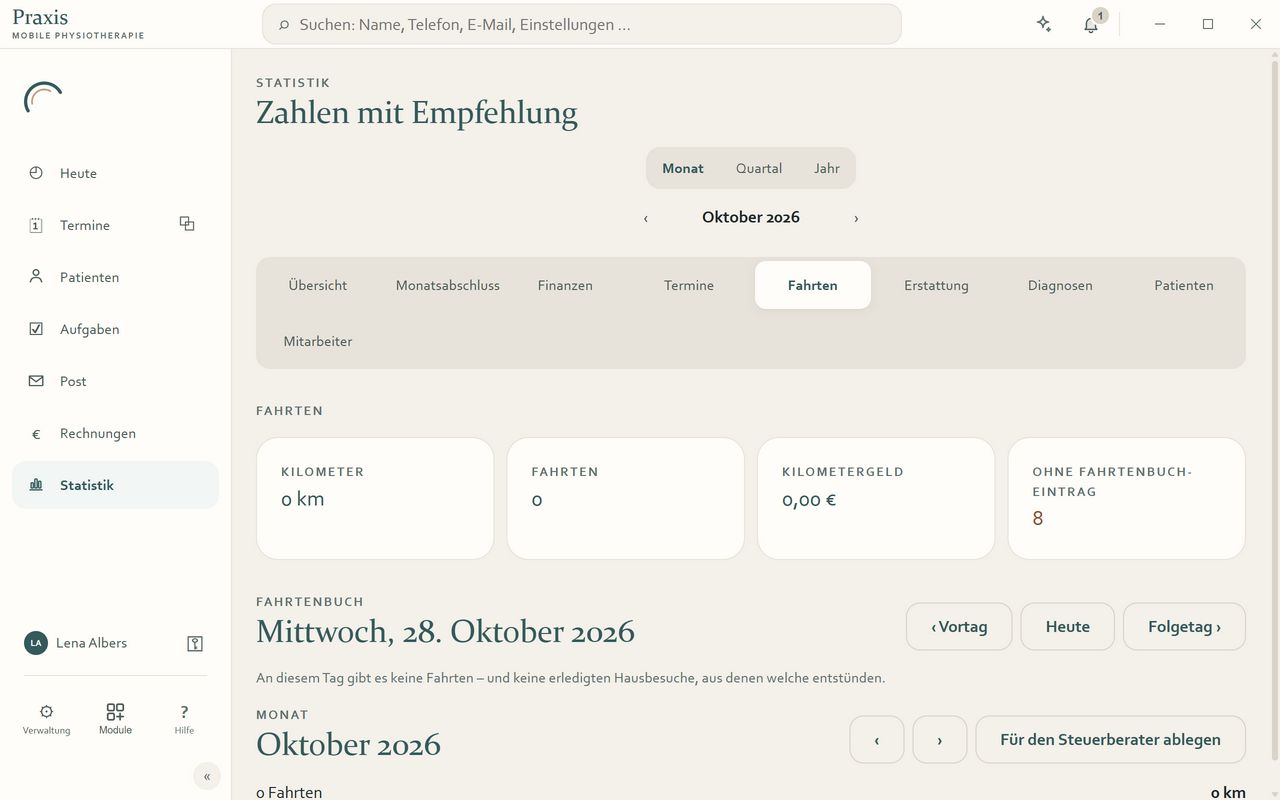 Praxis
MOBILE PHYSIOTHERAPIE
Suchen: Name, Telefon, E-Mail, Einstellungen ...
1
Heute
1 Termine
Patienten
Aufgaben
Post
€ Rechnungen
Statistik
LA Lena Albers
Verwaltung
Module
? Hilfe
«
STATISTIK
Zahlen mit Empfehlung
Monat Quartal Jahr
‹ Oktober 2026 ›
Übersicht Monatsabschluss Finanzen Termine Fahrten Erstattung Diagnosen Patienten
Mitarbeiter
FAHRTEN
KILOMETER
0 km
FAHRTEN
0
KILOMETERGELD
0,00 €
OHNE FAHRTENBUCH-
EINTRAG
8
FAHRTENBUCH
Mittwoch, 28. Oktober 2026
‹ Vortag Heute Folgetag ›
An diesem Tag gibt es keine Fahrten – und keine erledigten Hausbesuche, aus denen welche entstünden.
MONAT
Oktober 2026
‹ › Für den Steuerberater ablegen
0 Fahrten 0 km